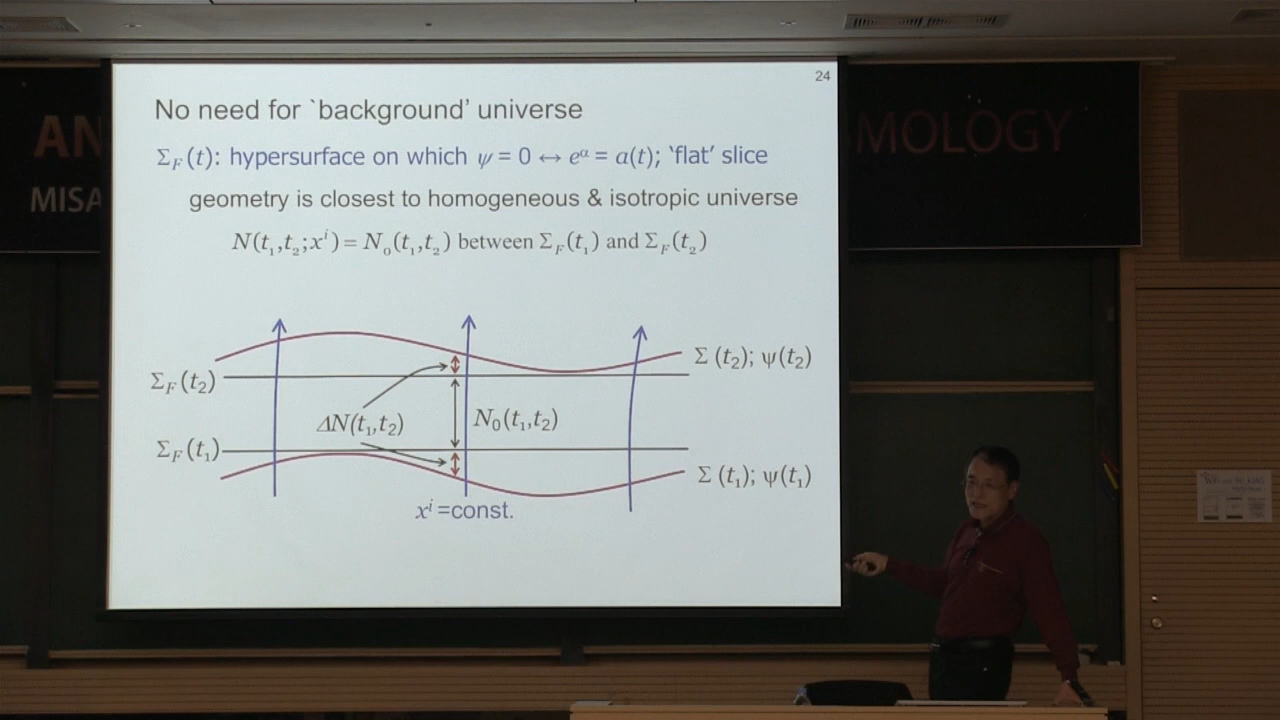 24
No need for `background' universe
Σ_F(t): hypersurface on which ψ = 0 ↔ e^α = a(t); 'flat' slice
geometry is closest to homogeneous & isotropic universe
N(t₁,t₂;xⁱ) = N₀(t₁,t₂) between Σ_F(t₁) and Σ_F(t₂)
Σ(t₂); ψ(t₂)
Σ_F(t₂)
ΔN(t₁,t₂)
N₀(t₁,t₂)
Σ_F(t₁)
Σ(t₁); ψ(t₁)
xⁱ=const.
AN
MOLOGY
MISA